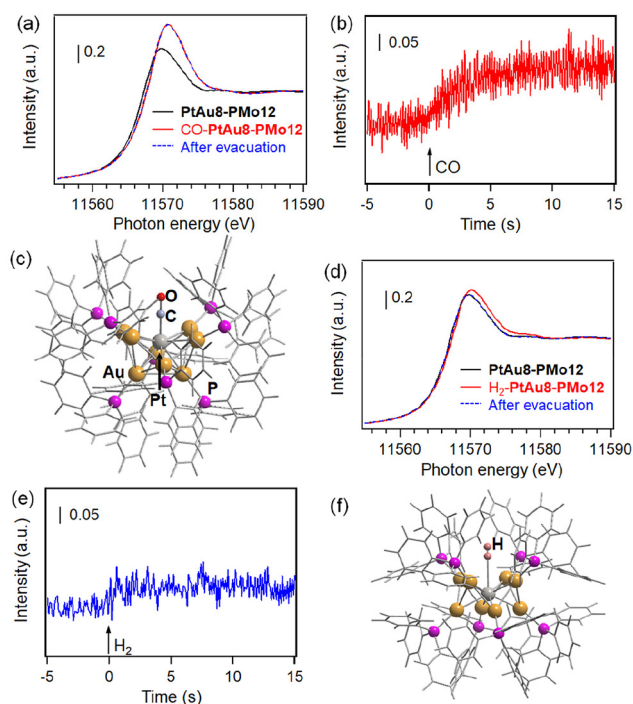 (a)
Intensity (a.u.)
0.2
PtAu8-PMo12
CO-PtAu8-PMo12
After evacuation
11560 11570 11580 11590
Photon energy (eV)
(b)
Intensity (a.u.)
0.05
CO
-5 0 5 10 15
Time (s)
(c)
O
C
Au
P
Pt
(d)
Intensity (a.u.)
0.2
PtAu8-PMo12
H₂-PtAu8-PMo12
After evacuation
11560 11570 11580 11590
Photon energy (eV)
(e)
Intensity (a.u.)
0.05
H₂
-5 0 5 10 15
Time (s)
(f)
H